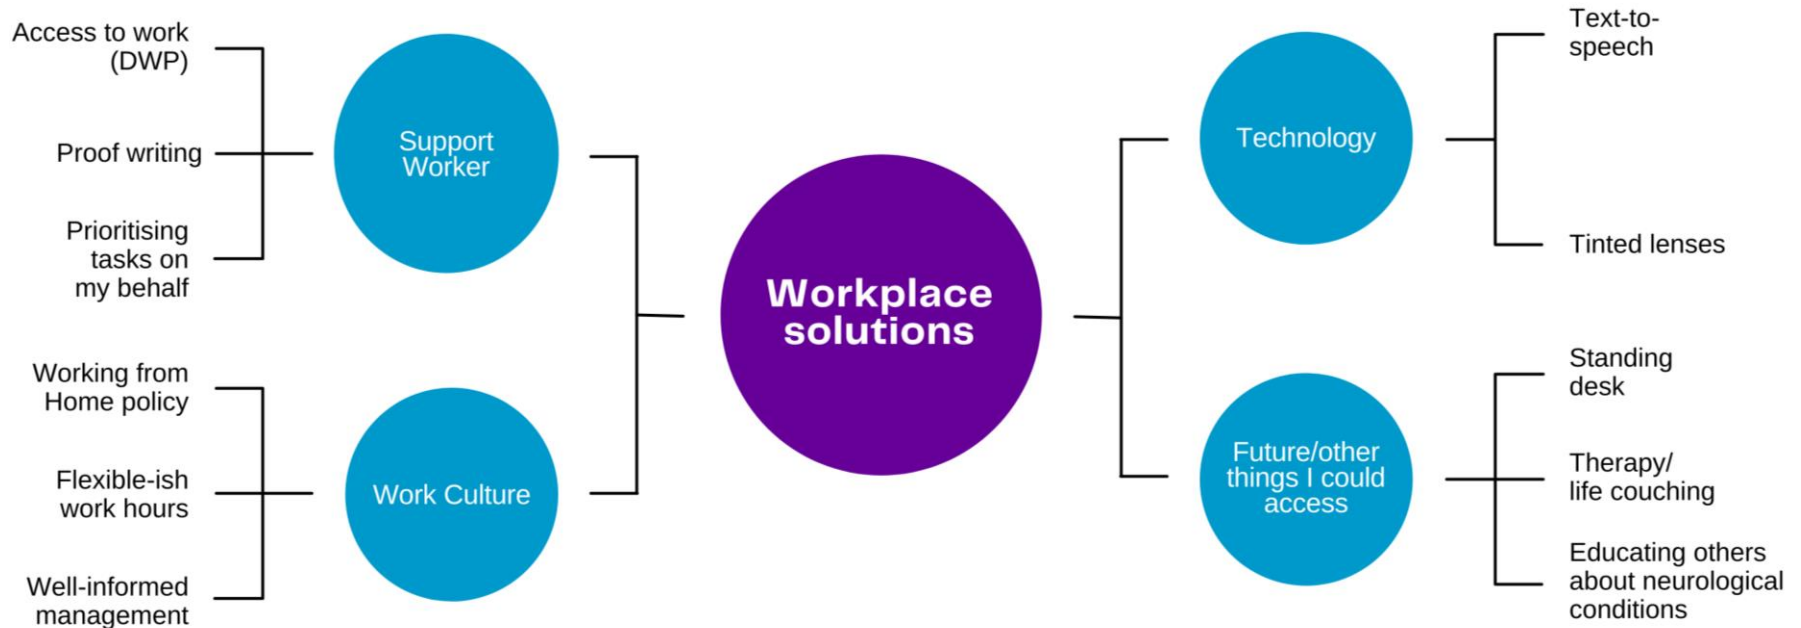 Access to work
(DWP)
Proof writing
Prioritising
tasks on
my behalf
Support
Worker
Working from
Home policy
Flexible-ish
work hours
Well-informed
management
Work Culture
Workplace
solutions
Technology
Text-to-
speech
Tinted lenses
Future/other
things I could
access
Standing
desk
Therapy/
life couching
Educating others
about neurological
conditions